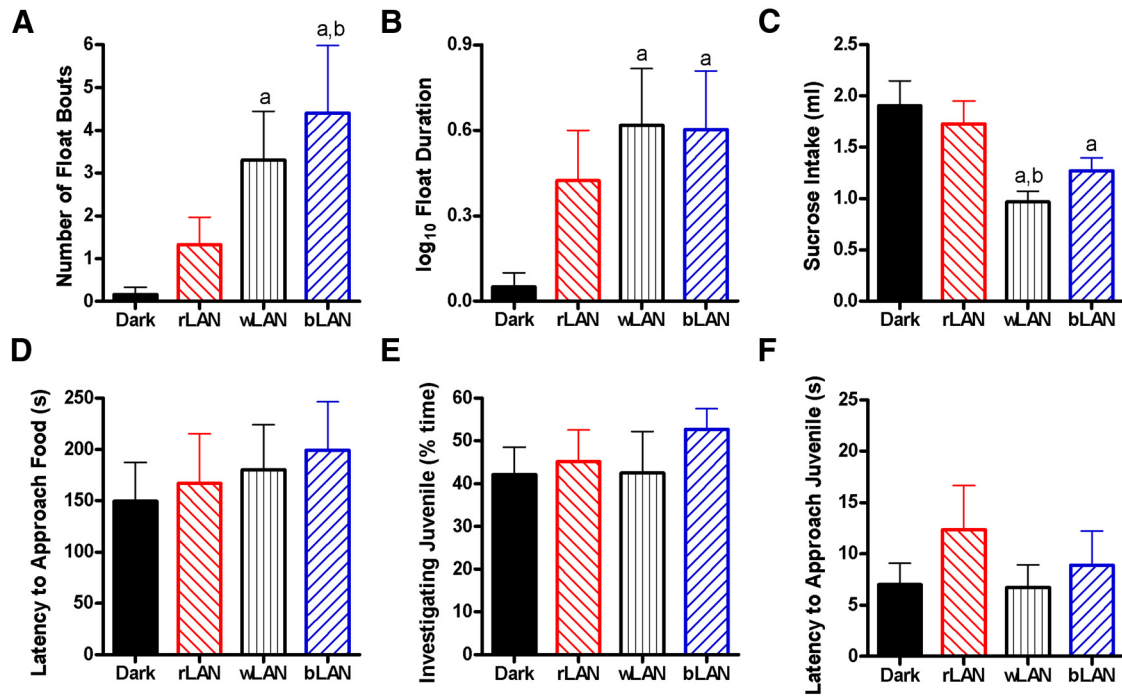 A
Number of Float Bouts
6
5
4
3
2
1
0
a
a,b
Dark rLAN wLAN bLAN
B
log10 Float Duration
0.9
0.6
0.3
0.0
a
a
Dark rLAN wLAN bLAN
C
Sucrose Intake (ml)
2.5
2.0
1.5
1.0
0.5
0.0
a,b
a
Dark rLAN wLAN bLAN
D
Latency to Approach Food (s)
250
200
150
100
50
0
Dark rLAN wLAN bLAN
E
Investigating Juvenile (% time)
60
50
40
30
20
10
0
Dark rLAN wLAN bLAN
F
Latency to Approach Juvenile (s)
25
20
15
10
5
0
Dark rLAN wLAN bLAN